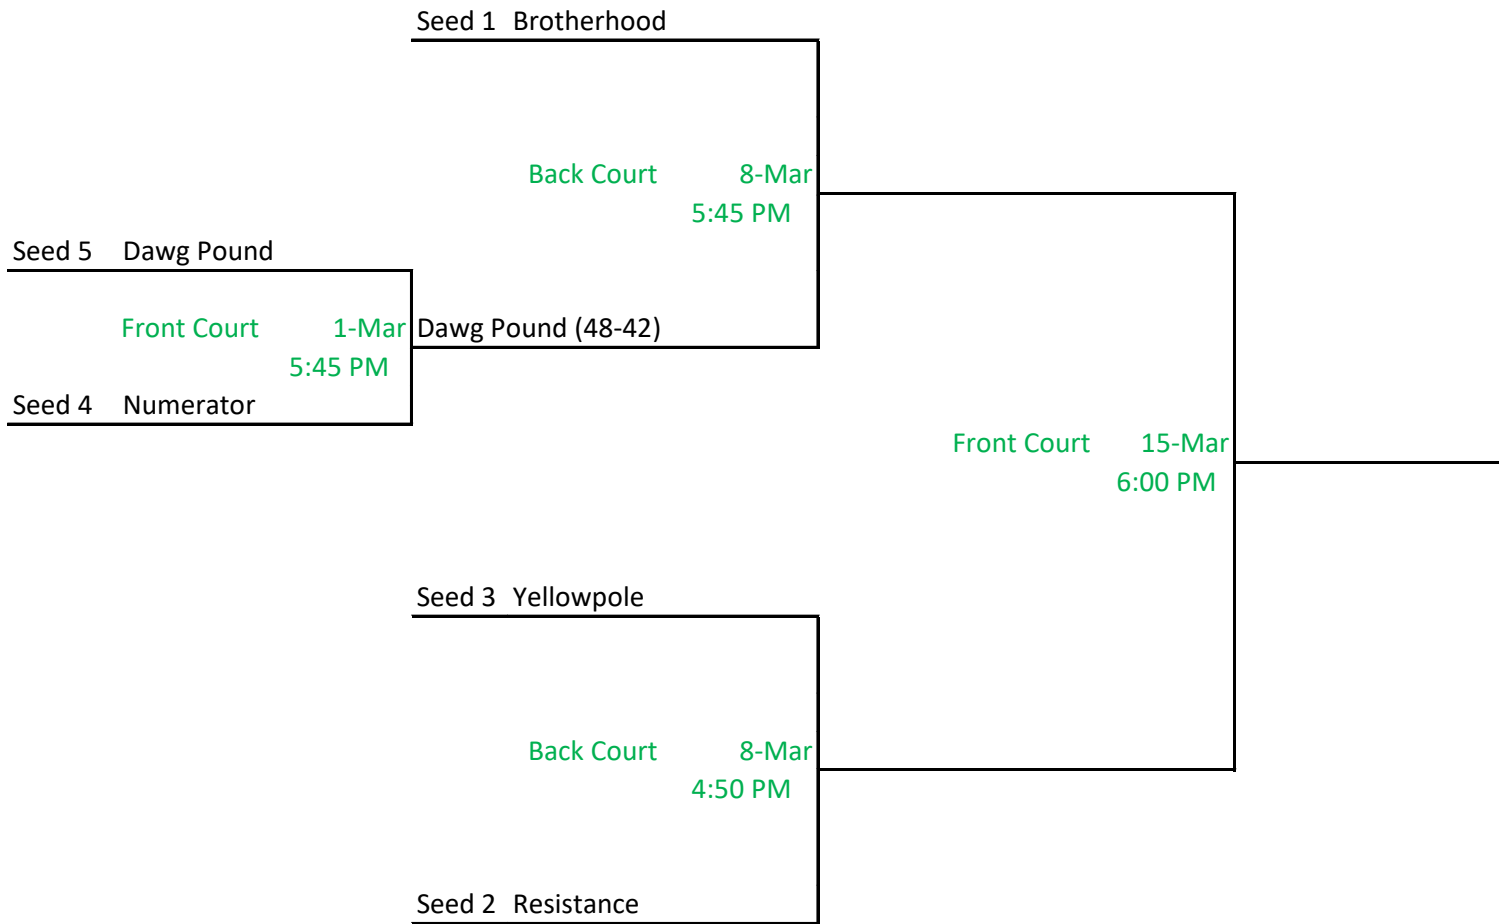 Seed 1 Brotherhood
Back Court 8-Mar
5:45 PM
Seed 5 Dawg Pound
Front Court 1-Mar
Dawg Pound (48-42)
5:45 PM
Seed 4 Numerator
Front Court 15-Mar
6:00 PM
Seed 3 Yellowpole
Back Court 8-Mar
4:50 PM
Seed 2 Resistance